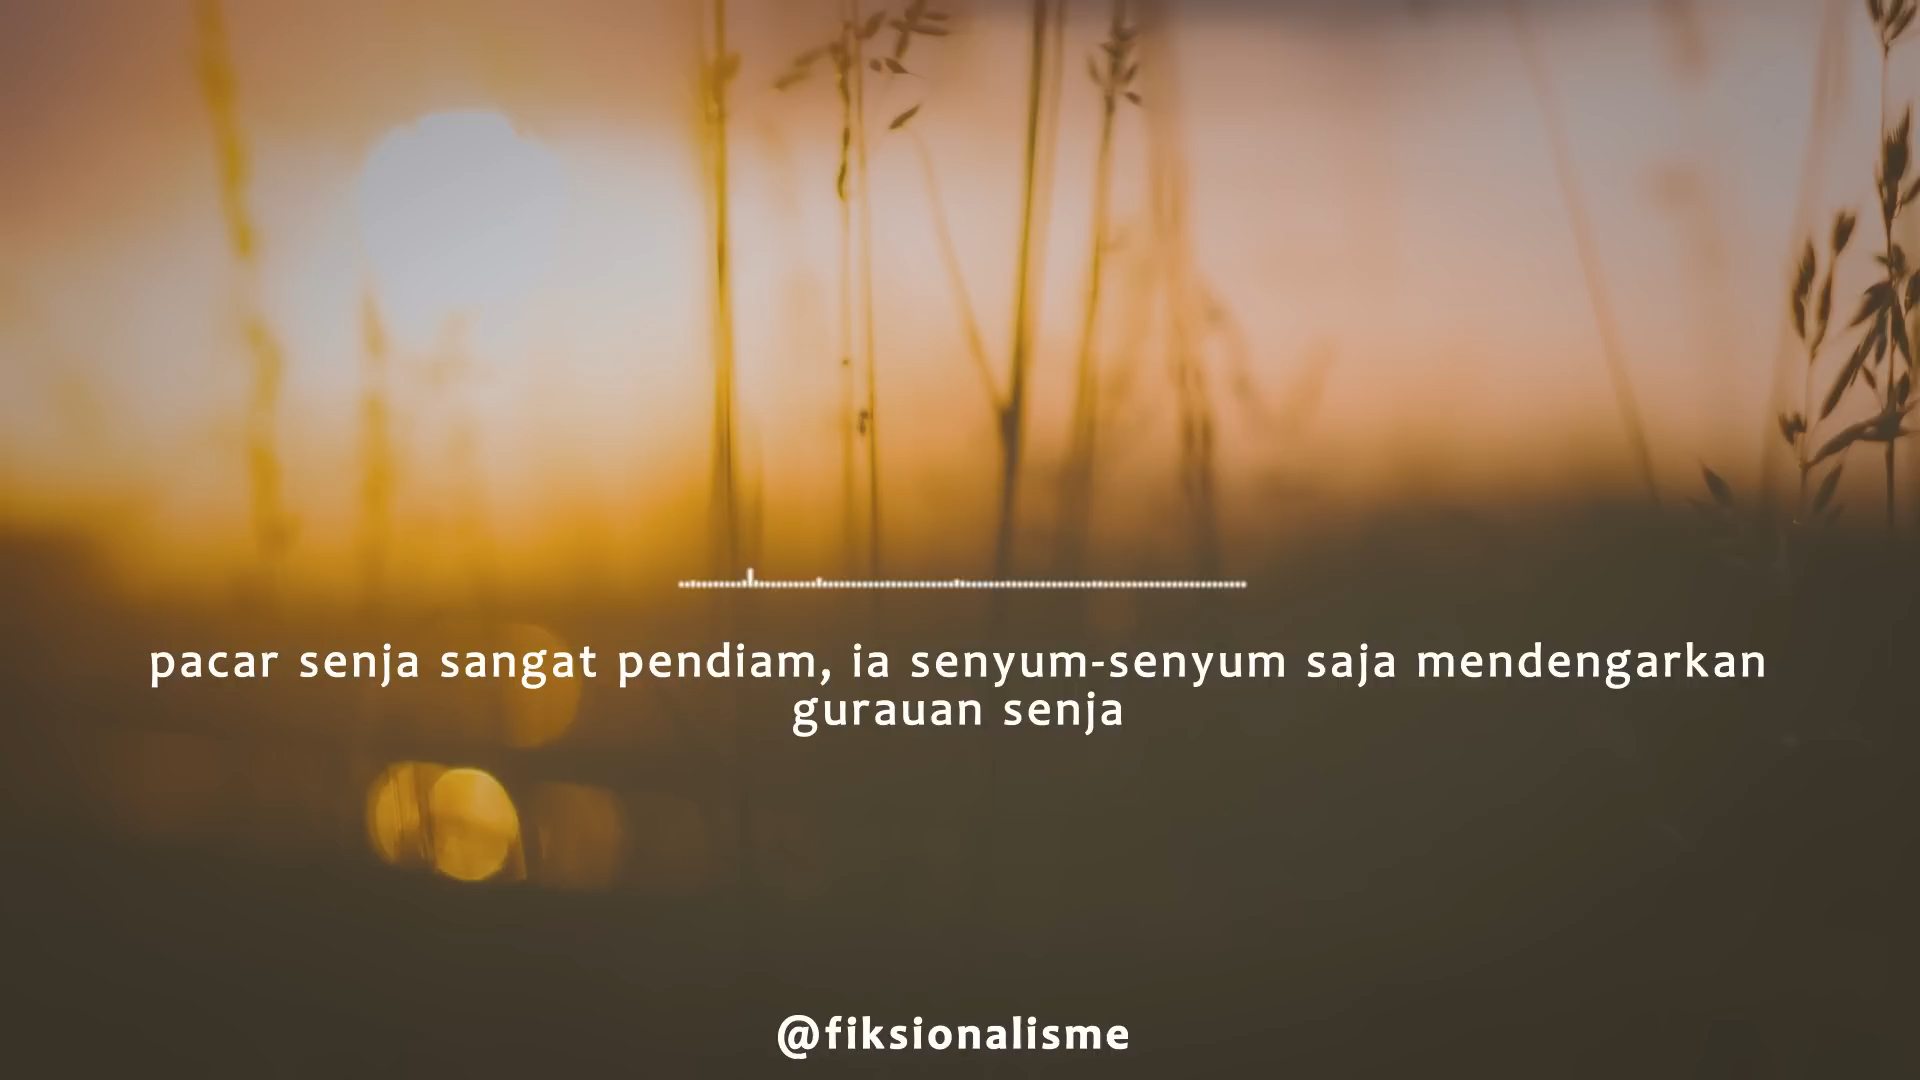 pacar senja sangat pendiam, ia senyum-senyum saja mendengarkan
gurauan senja
@fiksionalisme